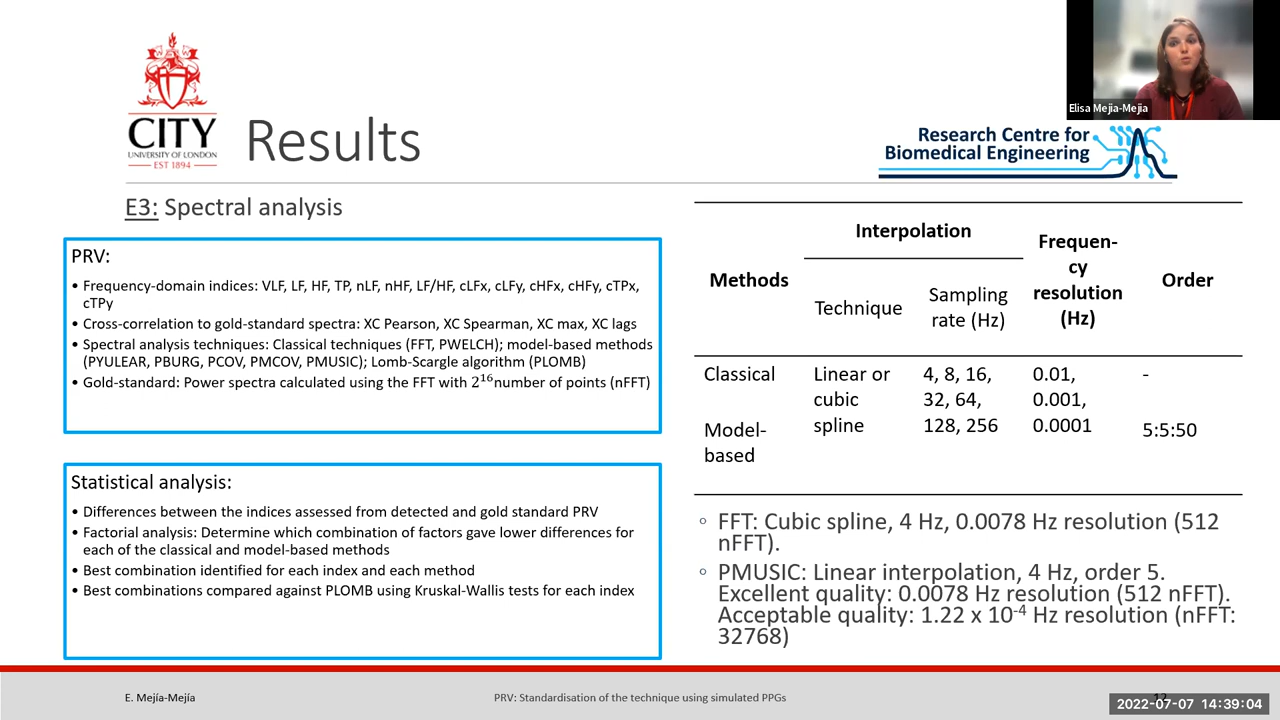 Elisa Mejia-Mejia
CITY
UNIVERSITY OF LONDON
EST 1894
Results
Research Centre for
Biomedical Engineering
E3: Spectral analysis
PRV:
• Frequency-domain indices: VLF, LF, HF, TP, nLF, nHF, LF/HF, cLFx, cLFy, cHFx, cHFy, cTPx,
cTPy
• Cross-correlation to gold-standard spectra: XC Pearson, XC Spearman, XC max, XC lags
• Spectral analysis techniques: Classical techniques (FFT, PWELCH); model-based methods
(PYULEAR, PBURG, PCOV, PMCOV, PMUSIC); Lomb-Scargle algorithm (PLOMB)
• Gold-standard: Power spectra calculated using the FFT with 2¹⁶number of points (nFFT)
Statistical analysis:
• Differences between the indices assessed from detected and gold standard PRV
• Factorial analysis: Determine which combination of factors gave lower differences for
each of the classical and model-based methods
• Best combination identified for each index and each method
• Best combinations compared against PLOMB using Kruskal-Wallis tests for each index
Methods
Interpolation
Technique
Sampling
rate (Hz)
Frequen-
cy
resolution
(Hz)
Order
Classical
Linear or
cubic
spline
4, 8, 16,
32, 64,
128, 256
0.01,
0.001,
0.0001
-
Model-
based
5:5:50
◦ FFT: Cubic spline, 4 Hz, 0.0078 Hz resolution (512
nFFT).
◦ PMUSIC: Linear interpolation, 4 Hz, order 5.
Excellent quality: 0.0078 Hz resolution (512 nFFT).
Acceptable quality: 1.22 x 10⁻⁴ Hz resolution (nFFT:
32768)
E. Mejía-Mejía
PRV: Standardisation of the technique using simulated PPGs
2022-07-07 14:39:04